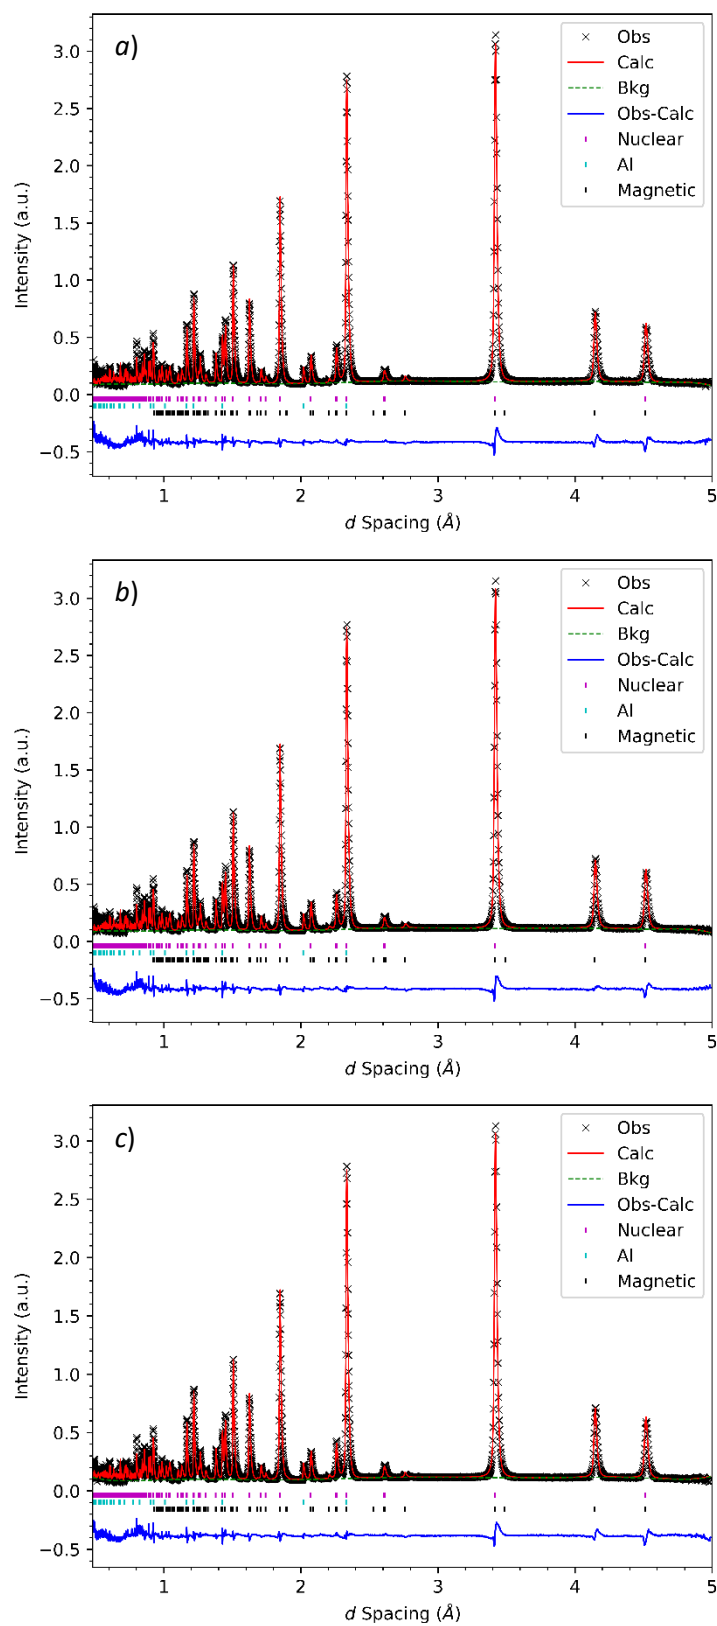 a)
Obs
Calc
Bkg
Obs-Calc
Nuclear
Al
Magnetic
Intensity (a.u.)
3.0
2.5
2.0
1.5
1.0
0.5
0.0
−0.5
1 2 3 4 5
d Spacing (Å)
b)
Obs
Calc
Bkg
Obs-Calc
Nuclear
Al
Magnetic
Intensity (a.u.)
3.0
2.5
2.0
1.5
1.0
0.5
0.0
−0.5
1 2 3 4 5
d Spacing (Å)
c)
Obs
Calc
Bkg
Obs-Calc
Nuclear
Al
Magnetic
Intensity (a.u.)
3.0
2.5
2.0
1.5
1.0
0.5
0.0
−0.5
1 2 3 4 5
d Spacing (Å)